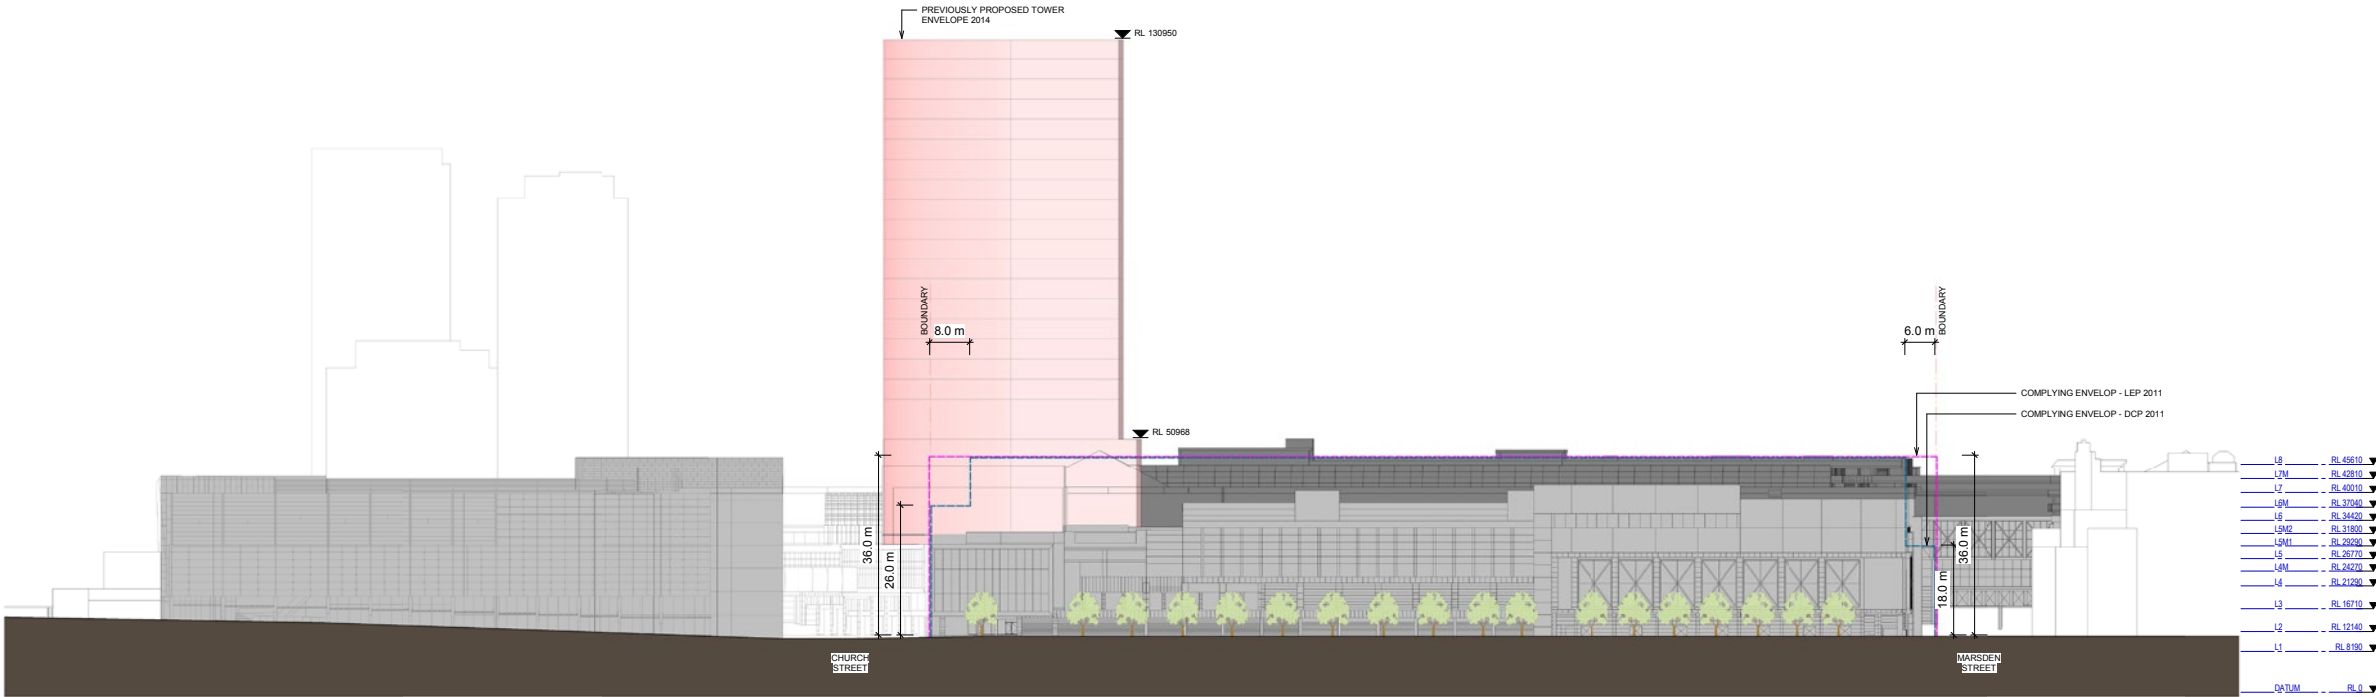 PREVIOUSLY PROPOSED TOWER
ENVELOPE 2014
RL 130950
BOUNDARY
8.0 m
6.0 m
BOUNDARY
COMPLYING ENVELOP - LEP 2011
COMPLYING ENVELOP - DCP 2011
RL 50968
36.0 m
26.0 m
36.0 m
18.0 m
L8 RL 45610
L7M RL 42810
L7 RL 40010
L6M RL 37040
L6 RL 34420
L5M2 RL 31800
L5M1 RL 29290
L5 RL 26770
L4M RL 24270
L4 RL 21290
L3 RL 16710
L2 RL 12140
L1 RL 8190
DATUM RL 0
CHURCH
STREET
MARSDEN
STREET